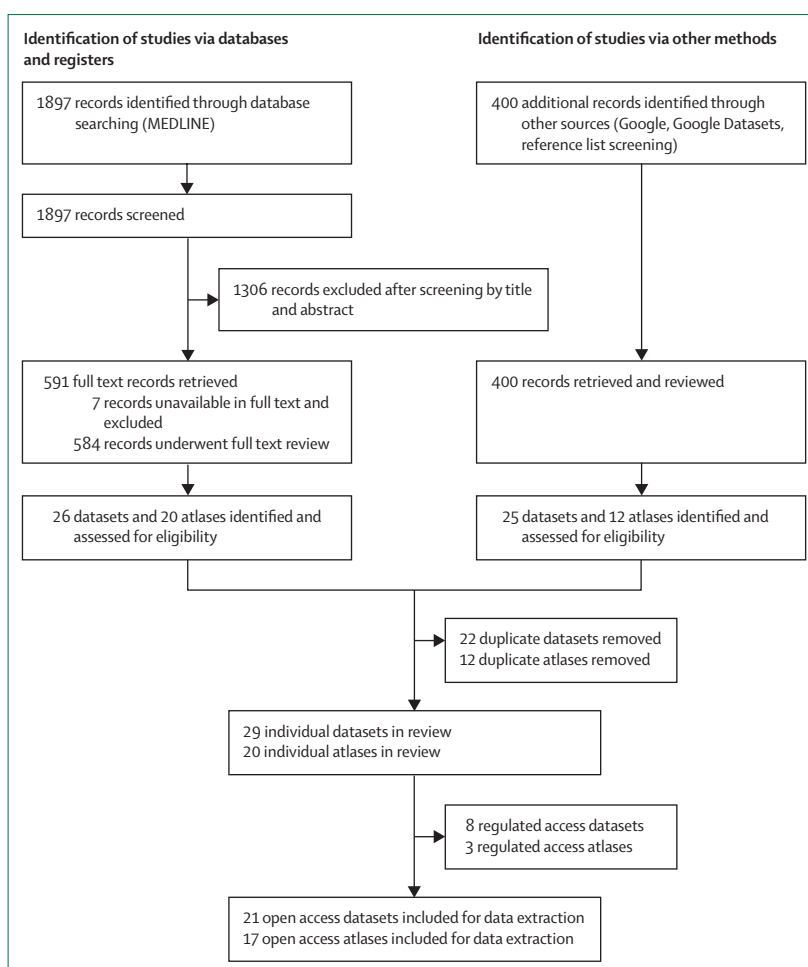 Identification of studies via databases
and registers
Identification of studies via other methods
1897 records identified through database
searching (MEDLINE)
400 additional records identified through
other sources (Google, Google Datasets,
reference list screening)
1897 records screened
1306 records excluded after screening by title
and abstract
591 full text records retrieved
7 records unavailable in full text and
excluded
584 records underwent full text review
400 records retrieved and reviewed
26 datasets and 20 atlases identified and
assessed for eligibility
25 datasets and 12 atlases identified and
assessed for eligibility
22 duplicate datasets removed
12 duplicate atlases removed
29 individual datasets in review
20 individual atlases in review
8 regulated access datasets
3 regulated access atlases
21 open access datasets included for data extraction
17 open access atlases included for data extraction